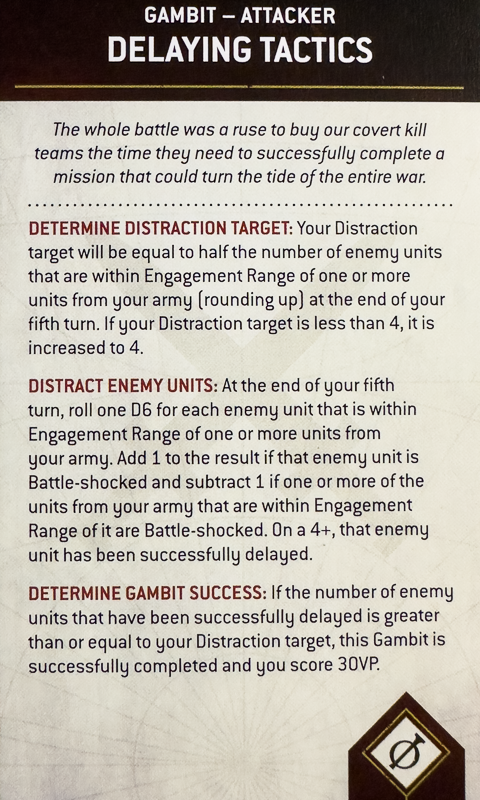 GAMBIT – ATTACKER
DELAYING TACTICS
The whole battle was a ruse to buy our covert kill
teams the time they need to successfully complete a
mission that could turn the tide of the entire war.
DETERMINE DISTRACTION TARGET: Your Distraction
target will be equal to half the number of enemy units
that are within Engagement Range of one or more
units from your army (rounding up) at the end of your
fifth turn. If your Distraction target is less than 4, it is
increased to 4.
DISTRACT ENEMY UNITS: At the end of your fifth
turn, roll one D6 for each enemy unit that is within
Engagement Range of one or more units from
your army. Add 1 to the result if that enemy unit is
Battle-shocked and subtract 1 if one or more of the
units from your army that are within Engagement
Range of it are Battle-shocked. On a 4+, that enemy
unit has been successfully delayed.
DETERMINE GAMBIT SUCCESS: If the number of enemy
units that have been successfully delayed is greater
than or equal to your Distraction target, this Gambit is
successfully completed and you score 30VP.